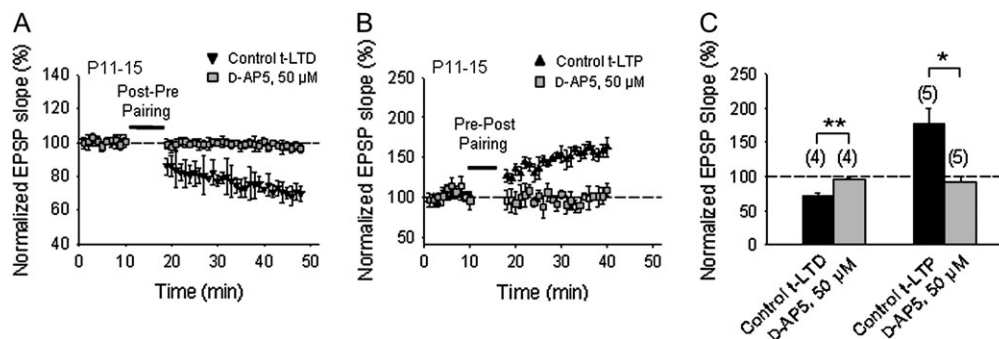 A
Normalized EPSP slope (%)
140
120
100
80
60
40
P11-15
Control t-LTD
D-AP5, 50 µM
Post-Pre
Pairing
0 10 20 30 40 50
Time (min)
B
Normalized EPSP slope (%)
250
200
150
100
50
P11-15
Control t-LTP
D-AP5, 50 µM
Pre-Post
Pairing
0 10 20 30 40 50
Time (min)
C
Normalized EPSP Slope (%)
250
200
150
100
50
0
*
(5)
**
(4) (4)
(5)
Control t-LTD
D-AP5, 50 µM
Control t-LTP
D-AP5, 50 µM